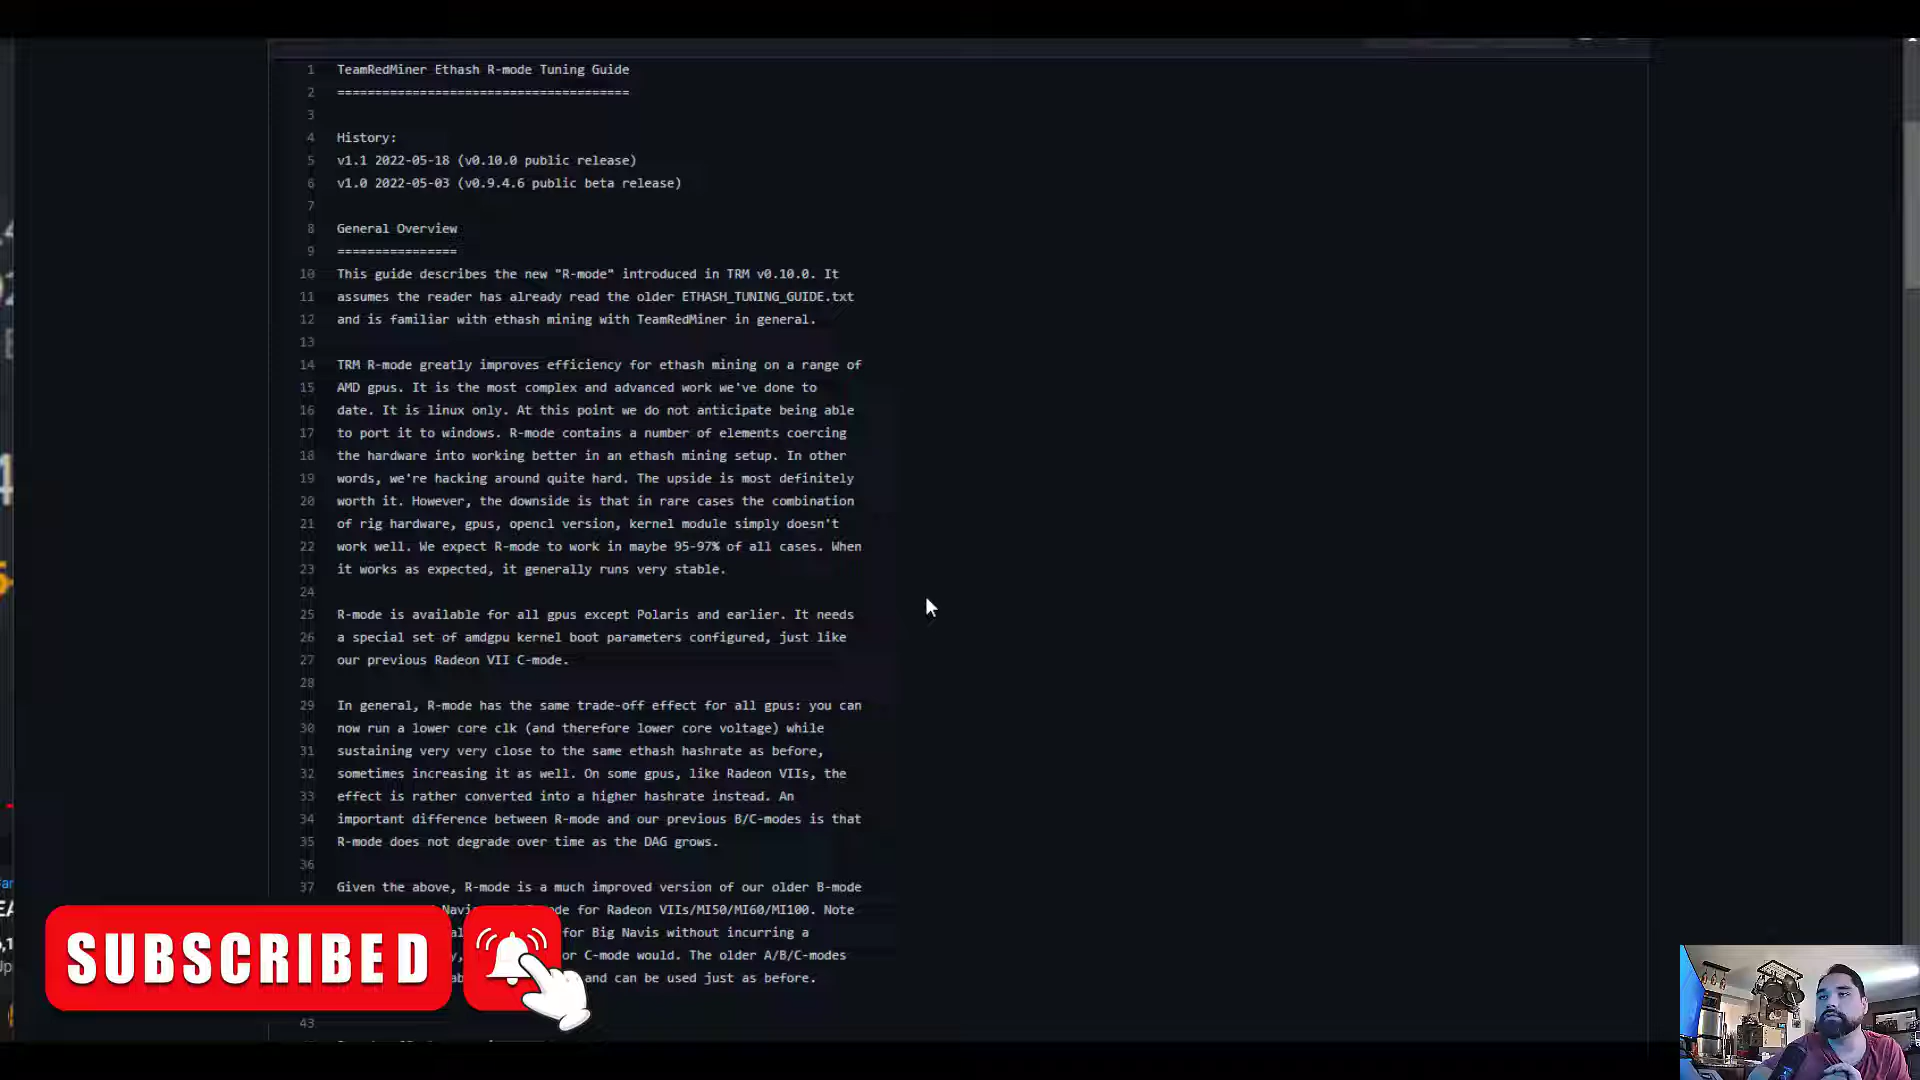 1 TeamRedMiner Ethash R-mode Tuning Guide
2 =======================================
3
4 History:
5 v1.1 2022-05-18 (v0.10.0 public release)
6 v1.0 2022-05-03 (v0.9.4.6 public beta release)
7
8 General Overview
9 ================
10 This guide describes the new "R-mode" introduced in TRM v0.10.0. It
11 assumes the reader has already read the older ETHASH_TUNING_GUIDE.txt
12 and is familiar with ethash mining with TeamRedMiner in general.
13
14 TRM R-mode greatly improves efficiency for ethash mining on a range of
15 AMD gpus. It is the most complex and advanced work we've done to
16 date. It is linux only. At this point we do not anticipate being able
17 to port it to windows. R-mode contains a number of elements coercing
18 the hardware into working better in an ethash mining setup. In other
19 words, we're hacking around quite hard. The upside is most definitely
20 worth it. However, the downside is that in rare cases the combination
21 of rig hardware, gpus, opencl version, kernel module simply doesn't
22 work well. We expect R-mode to work in maybe 95-97% of all cases. When
23 it works as expected, it generally runs very stable.
24
25 R-mode is available for all gpus except Polaris and earlier. It needs
26 a special set of amdgpu kernel boot parameters configured, just like
27 our previous Radeon VII C-mode.
28
29 In general, R-mode has the same trade-off effect for all gpus: you can
30 now run a lower core clk (and therefore lower core voltage) while
31 sustaining very very close to the same ethash hashrate as before,
32 sometimes increasing it as well. On some gpus, like Radeon VIIs, the
33 effect is rather converted into a higher hashrate instead. An
34 important difference between R-mode and our previous B/C-modes is that
35 R-mode does not degrade over time as the DAG grows.
36
37 Given the above, R-mode is a much improved version of our older B-mode
for Radeon VIIs/MI50/MI60/MI100. Note
for Big Navis without incurring a
or C-mode would. The older A/B/C-modes
and can be used just as before.
43
SUBSCRIBED